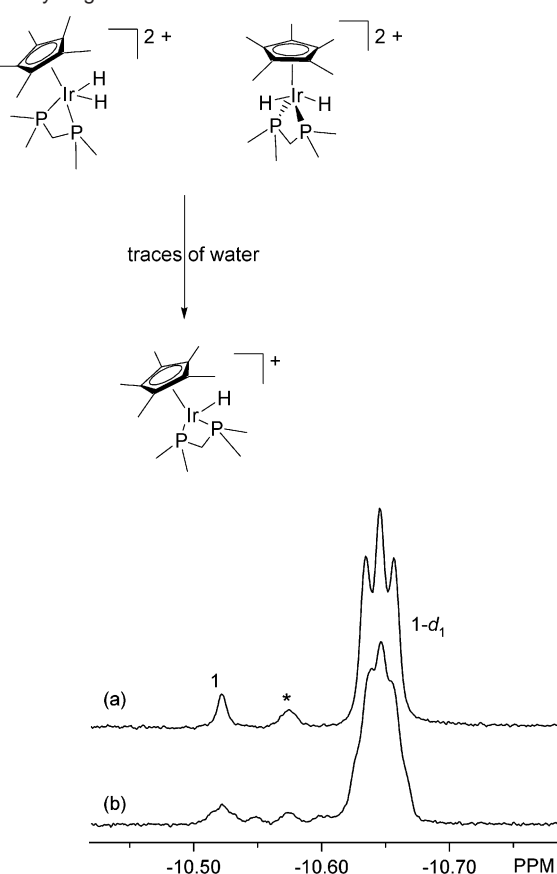 2 +
2 +
H
Ir
H
P
P
H
Ir
H
P
P
traces of water
+
H
Ir
P
P
1-d₁
1
*
(a)
(b)
-10.50
-10.60
-10.70
PPM